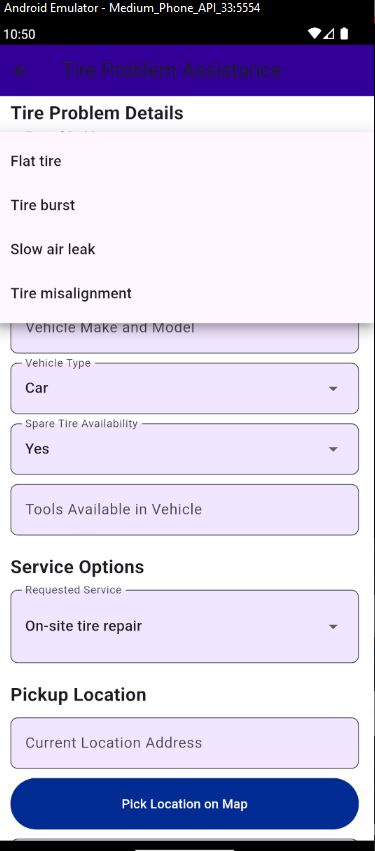 Android Emulator - Medium_Phone_API_33:5554
10:50
Tire Problem Assistance
Tire Problem Details
Flat tire
Tire burst
Slow air leak
Tire misalignment
Vehicle Make and Model
Vehicle Type
Car
Spare Tire Availability
Yes
Tools Available in Vehicle
Service Options
Requested Service
On-site tire repair
Pickup Location
Current Location Address
Pick Location on Map